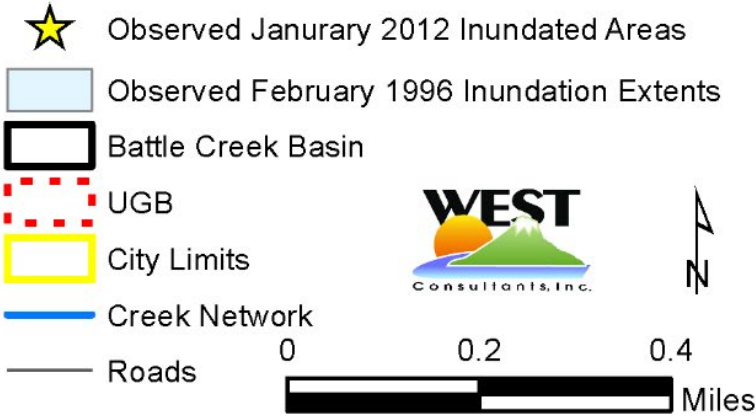 Observed Janurary 2012 Inundated Areas
Observed February 1996 Inundation Extents
Battle Creek Basin
UGB
City Limits
Creek Network
Roads
WEST
Consultants, Inc.
N
0 0.2 0.4
Miles